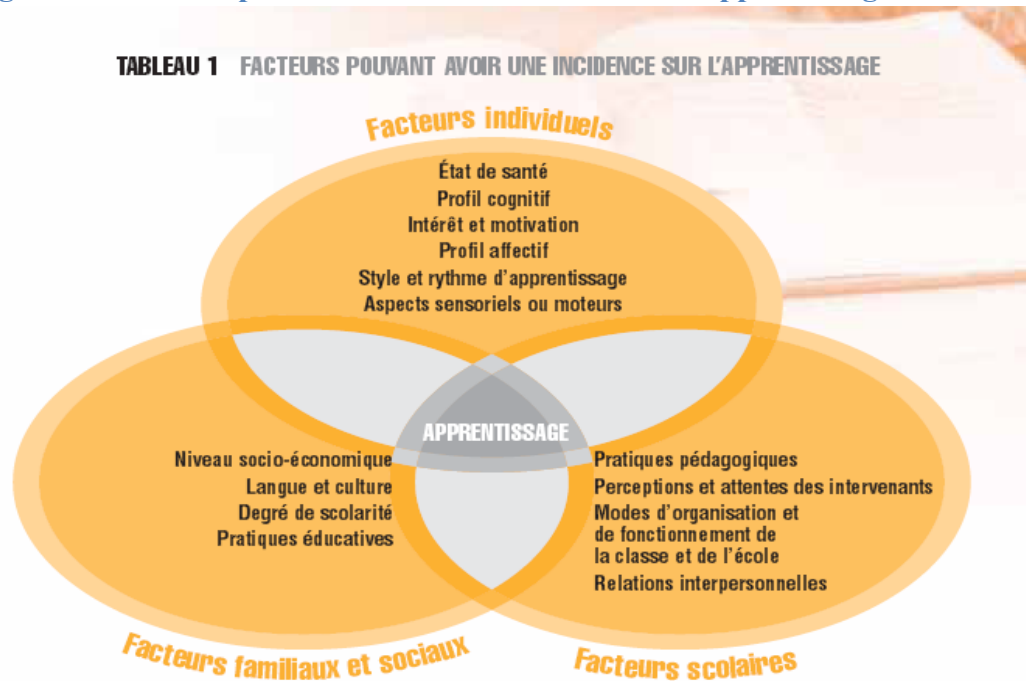 TABLEAU 1 FACTEURS POUVANT AVOIR UNE INCIDENCE SUR L'APPRENTISSAGE
Facteurs individuels
État de santé
Profil cognitif
Intérêt et motivation
Profil affectif
Style et rythme d'apprentissage
Aspects sensoriels ou moteurs
APPRENTISSAGE
Niveau socio-économique
Langue et culture
Degré de scolarité
Pratiques éducatives
Pratiques pédagogiques
Perceptions et attentes des intervenants
Modes d'organisation et
de fonctionnement de
la classe et de l'école
Relations interpersonnelles
Facteurs familiaux et sociaux
Facteurs scolaires